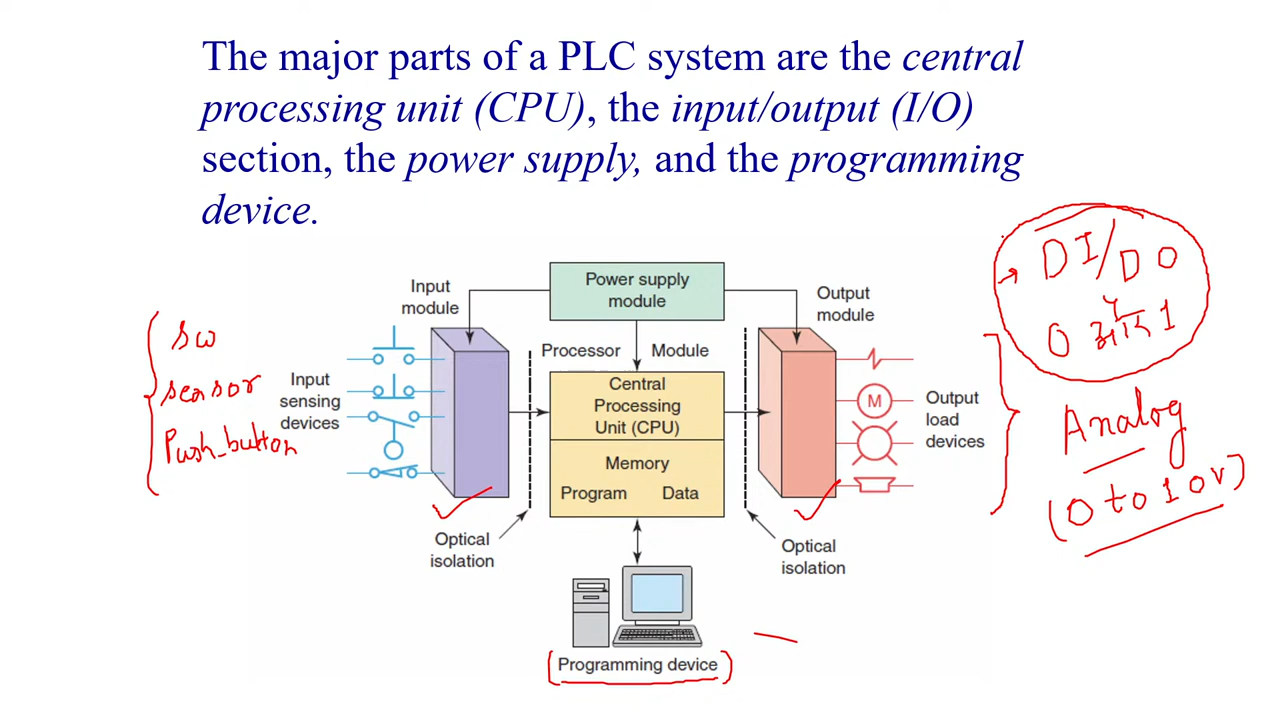 The major parts of a PLC system are the central
processing unit (CPU), the input/output (I/O)
section, the power supply, and the programming
device.
DI/DO
0 1
Analog
(0 to 10v)
Power supply
module
Input
module
Output
module
Processor Module
sw
sensor
Push_button
Input
sensing
devices
Central
Processing
Unit (CPU)
Memory
Program Data
M
Output
load
devices
Optical
isolation
Optical
isolation
(Programming device)